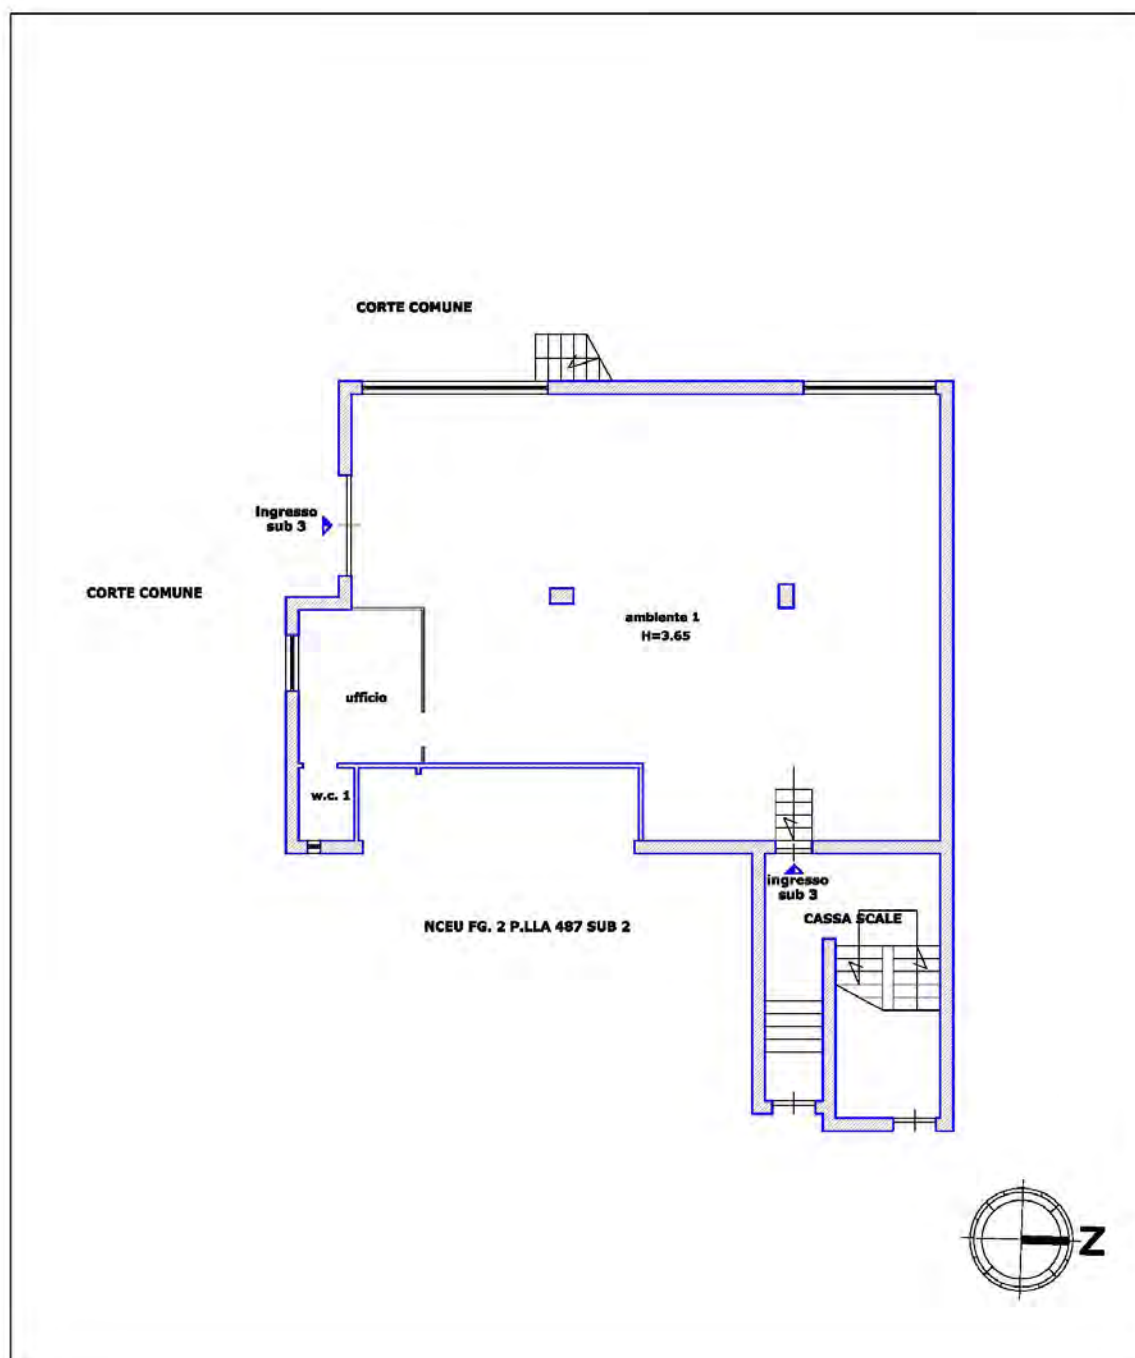 CORTE COMUNE
Ingresso
sub 3
CORTE COMUNE
ambiente 1
H=3.65
ufficio
w.c. 1
ingresso
sub 3
CASSA SCALE
NCEU FG. 2 P.LLA 487 SUB 2
N